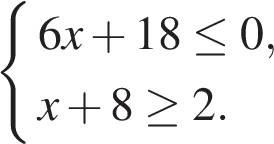 6x + 18 ≤ 0,
x + 8 ≥ 2.